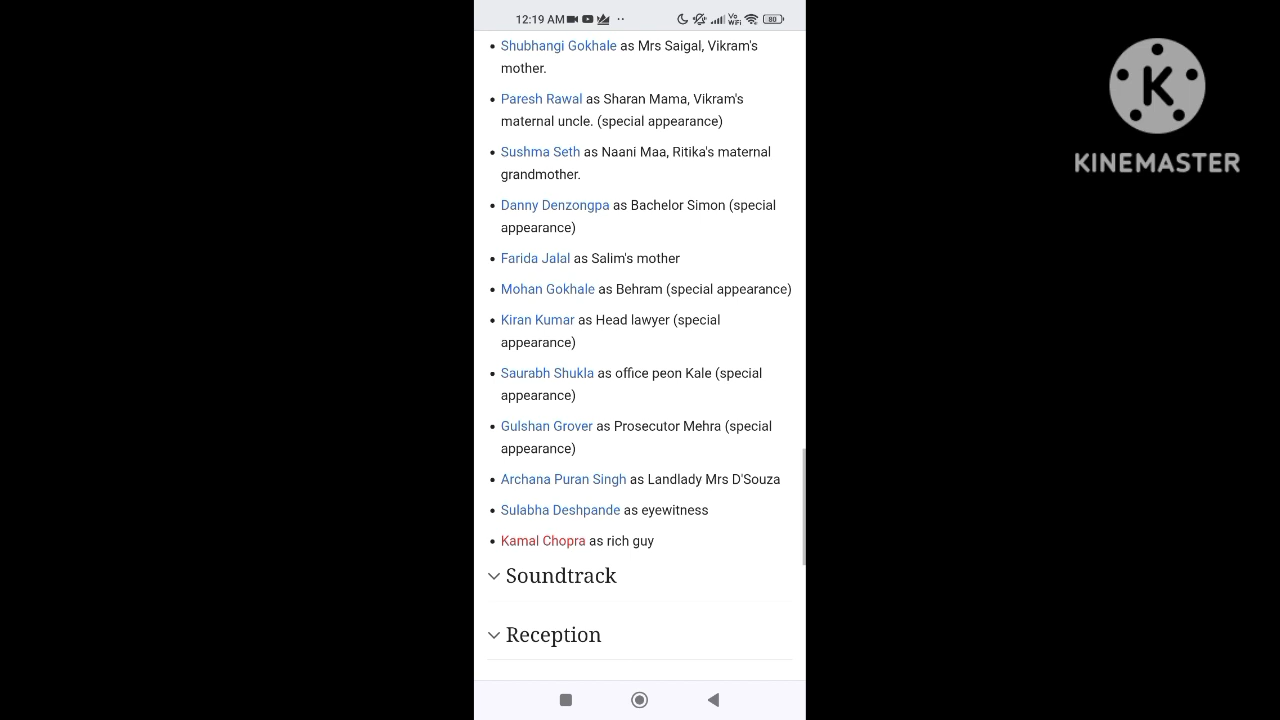 12:19 AM
Vo
WiFi
80
Shubhangi Gokhale as Mrs Saigal, Vikram's
mother.
Paresh Rawal as Sharan Mama, Vikram's
maternal uncle. (special appearance)
Sushma Seth as Naani Maa, Ritika's maternal
grandmother.
Danny Denzongpa as Bachelor Simon (special
appearance)
Farida Jalal as Salim's mother
Mohan Gokhale as Behram (special appearance)
Kiran Kumar as Head lawyer (special
appearance)
Saurabh Shukla as office peon Kale (special
appearance)
Gulshan Grover as Prosecutor Mehra (special
appearance)
Archana Puran Singh as Landlady Mrs D'Souza
Sulabha Deshpande as eyewitness
Kamal Chopra as rich guy
Soundtrack
Reception
K
KINEMASTER